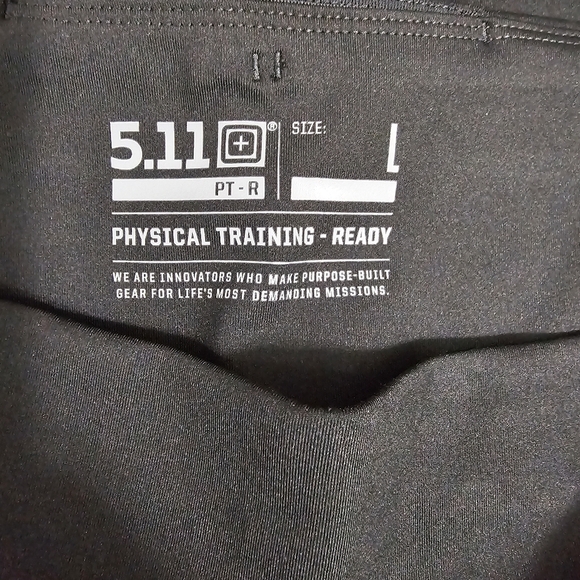 5.11® SIZE: L
PT-R
PHYSICAL TRAINING - READY
WE ARE INNOVATORS WHO MAKE PURPOSE-BUILT
GEAR FOR LIFE'S MOST DEMANDING MISSIONS.